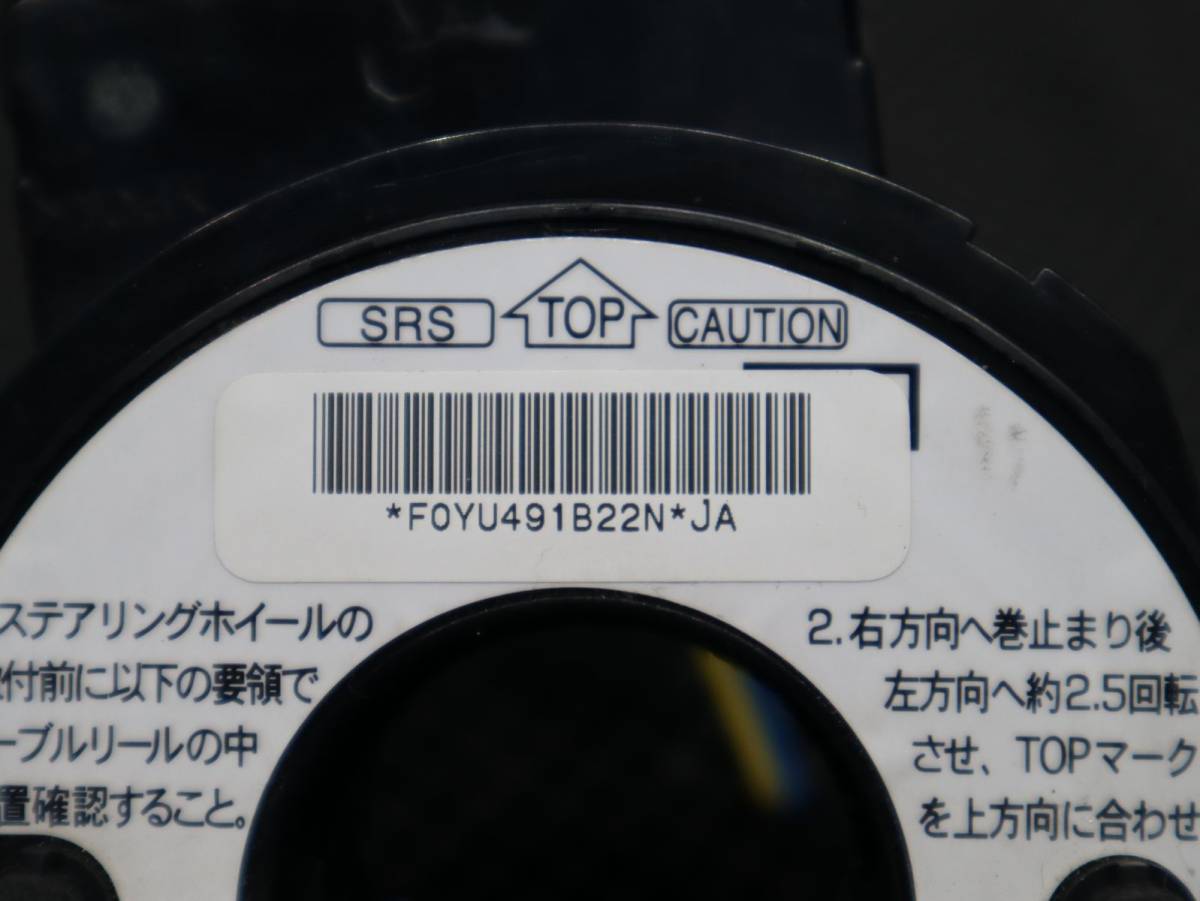 SRS TOP CAUTION
*F0YU491B22N*JA
ステアリングホイールの
付前に以下の要領で
ーブルリールの中
置確認すること。
2.右方向へ巻止まり後
左方向へ約2.5回転
させ、TOPマーク
を上方向に合わせ